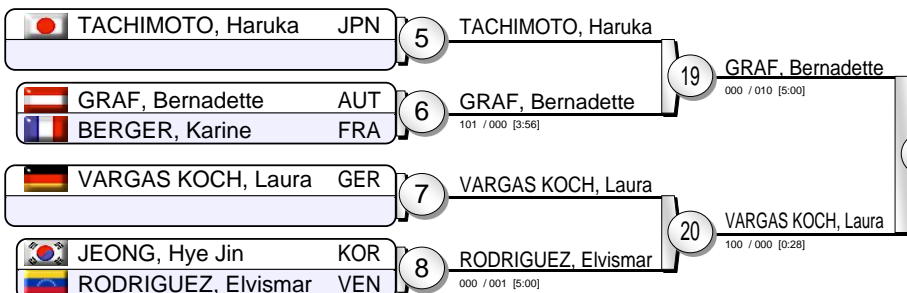 TACHIMOTO, Haruka JPN
5
TACHIMOTO, Haruka
GRAF, Bernadette AUT
BERGER, Karine FRA
6
GRAF, Bernadette
101 / 000 [3:56]
19
GRAF, Bernadette
000 / 010 [5:00]
VARGAS KOCH, Laura GER
7
VARGAS KOCH, Laura
JEONG, Hye Jin KOR
RODRIGUEZ, Elvismar VEN
8
RODRIGUEZ, Elvismar
000 / 001 [5:00]
20
VARGAS KOCH, Laura
100 / 000 [0:28]